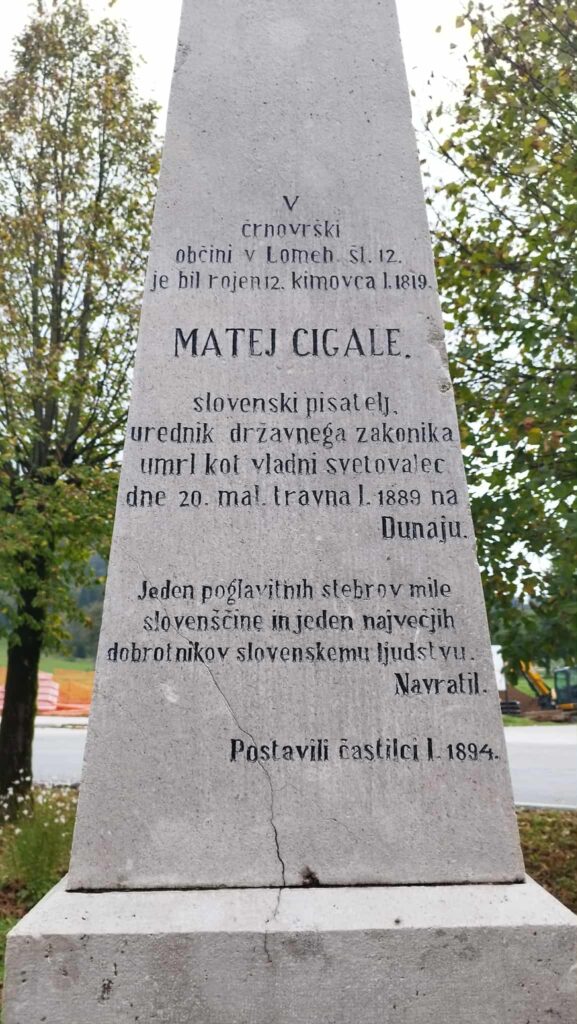 V
črnovrški
občini v Lomeh. šl. 12.
je bil rojen 12. kimovca l. 1819.
MATEJ CIGALE.
slovenski pisatelj,
urednik državnega zakonika
umrl kot vladni svetovalec
dne 20. mal. travna l. 1889 na
Dunaju.
Jeden poglavitnih stebrov mile
slovenščine in jeden največjih
dobrotnikov slovenskemu ljudstvu.
Navratil.
Postavili častilci l. 1894.